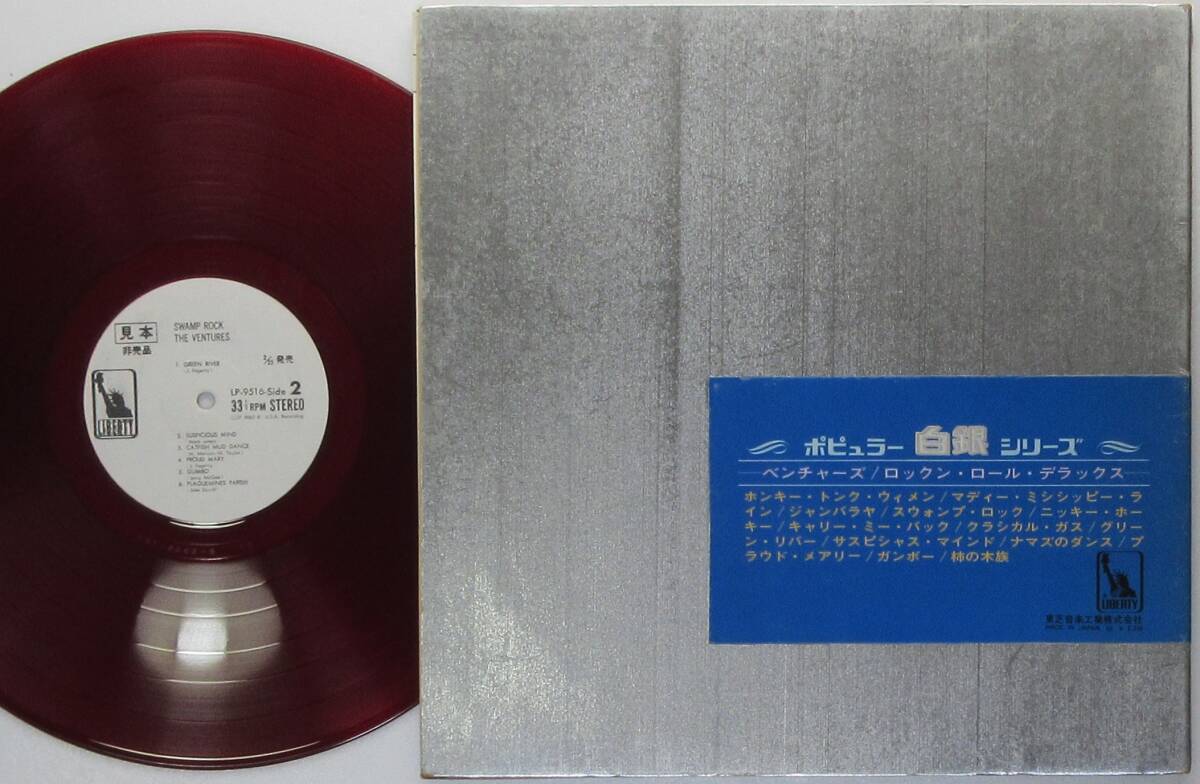 見本
非売品
SWAMP ROCK
THE VENTURES
1. GREEN RIVER
(J. Fogerty)
発売
LP-9516-Side 2
33 1/3 RPM STEREO
LIBERTY
2. SUSPICIOUS MIND
3. CATFISH MUD DANCE
4. PROUD MARY
(J. Fogerty)
5. GUMBO
6. PLAQUEMINES PARISH
ポピュラー白銀シリーズ
ベンチャーズ/ロックン・ロール・デラックス
ホンキー・トンク・ウィメン/マディー・ミシシッピー・ラ
イン/ジャンバラヤ/スウォンプ・ロック/ニッキー・ホー
キー/キャリー・ミー・バック/クラシカル・ガス/グリー
ン・リバー/サスピシャス・マインド/ナマズのダンス/プ
ラウド・メアリー/ガンボー/柿の木族
LIBERTY
東芝音楽工業株式会社
MADE IN JAPAN